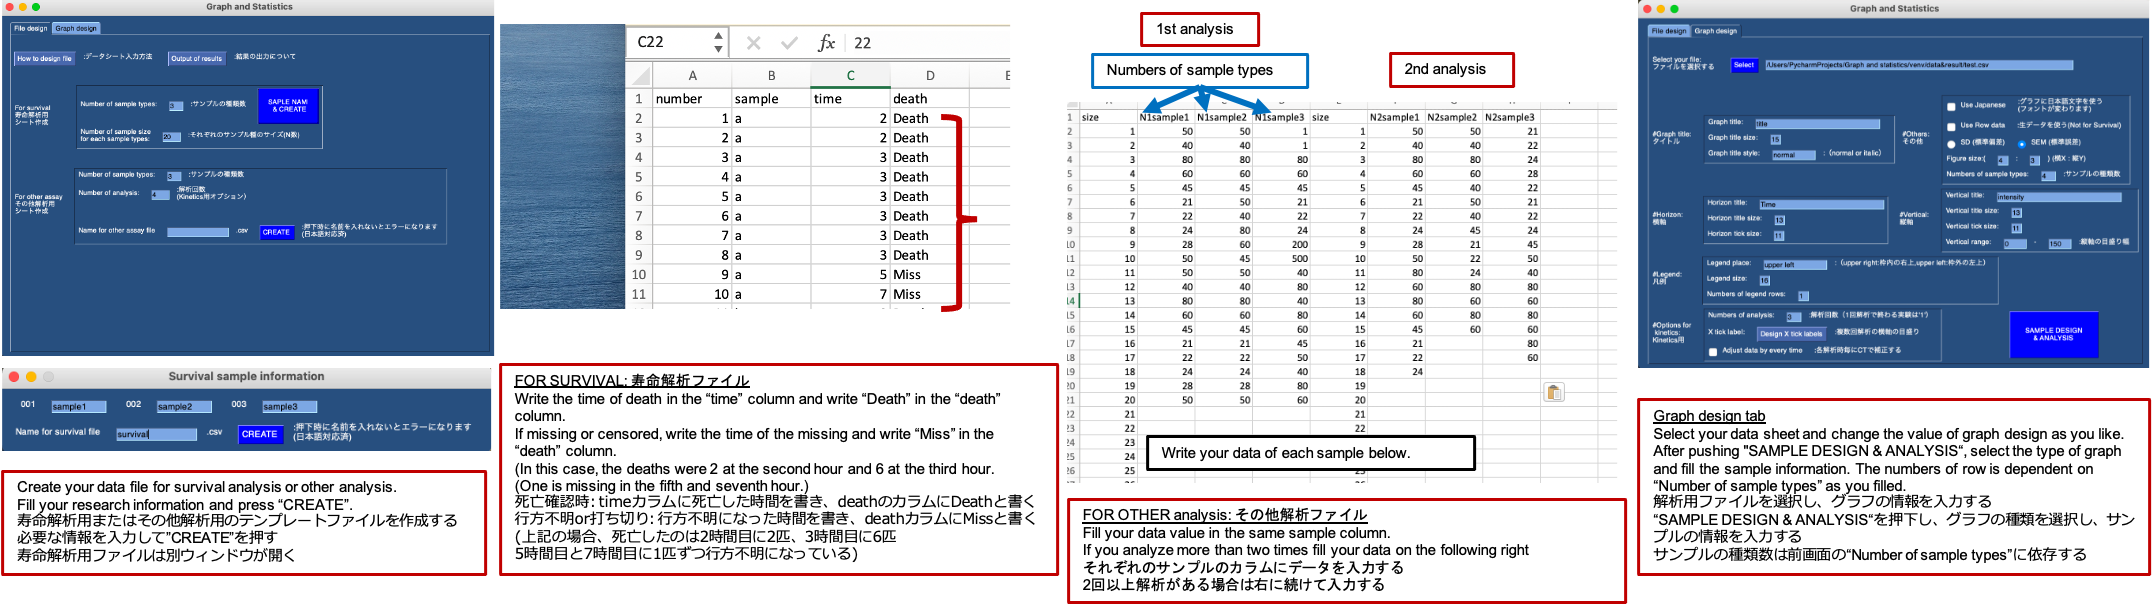 Graph and Statistics
File design Graph design
How to design file :データシート入力方法 Output of results :結果の出力について
For survival
寿命解析用
シート作成
Number of sample types: 3 :サンプルの種類数
SAPLE NAM
& CREATE
Number of sample size
for each sample types: 20 :それぞれのサンプル種のサイズ(N数)
For other assay
その他解析用
シート作成
Number of sample types: 3 :サンプルの種類数
Number of analysis: 4 :解析回数
(Kinetics用オプション)
Name for other assay file .csv CREATE :押下時に名前を入れないとエラーになります
(日本語対応済)
Survival sample information
001 sample1 002 sample2 003 sample3
Name for survival file survival .csv CREATE :押下時に名前を入れないとエラーになります
(日本語対応済)
Create your data file for survival analysis or other analysis.
Fill your research information and press “CREATE”.
寿命解析用またはその他解析用のテンプレートファイルを作成する
必要な情報を入力して”CREATE”を押す
寿命解析用ファイルは別ウィンドウが開く
C22 fx 22
A B C D E
1 number sample time death
2 1 a 2 Death
3 2 a 2 Death
4 3 a 3 Death
5 4 a 3 Death
6 5 a 3 Death
7 6 a 3 Death
8 7 a 3 Death
9 8 a 3 Death
10 9 a 5 Miss
11 10 a 7 Miss
FOR SURVIVAL: 寿命解析ファイル
Write the time of death in the “time” column and write “Death” in the “death”
column.
If missing or censored, write the time of the missing and write “Miss” in the
“death” column.
(In this case, the deaths were 2 at the second hour and 6 at the third hour.
(One is missing in the fifth and seventh hour.)
死亡確認時: timeカラムに死亡した時間を書き、deathのカラムにDeathと書く
行方不明or打ち切り: 行方不明になった時間を書き、deathカラムにMissと書く
(上記の場合、死亡したのは2時間目に2匹、3時間目に6匹
5時間目と7時間目に1匹ずつ行方不明になっている)
1st analysis
Numbers of sample types
2nd analysis
1 size N1sample1 N1sample2 N1sample3 size N2sample1 N2sample2 N2sample3
2 1 50 50 1 1 50 50 21
3 2 40 40 1 2 40 40 22
4 3 80 80 80 3 80 80 24
5 4 60 60 60 4 60 60 28
6 5 45 45 45 5 45 40 22
7 6 21 50 21 6 21 50 21
8 7 22 40 22 7 22 40 22
9 8 24 80 24 8 24 45 24
10 9 28 60 200 9 28 21 45
11 10 50 45 500 10 50 22 50
12 11 50 50 40 11 80 24 40
13 12 40 40 80 12 60 80 80
14 13 80 80 40 13 80 60 60
15 14 60 60 80 14 60 80 80
16 15 45 45 60 15 45 60 60
17 16 21 21 45 16 21 80
18 17 22 22 50 17 22 60
19 18 24 24 40 18 24
20 19 28 28 80 19
21 20 50 50 60 20
22 21 21
23 22 22
24 23
25 24
26 25 25
Write your data of each sample below.
FOR OTHER analysis: その他解析ファイル
Fill your data value in the same sample column.
If you analyze more than two times fill your data on the following right
それぞれのサンプルのカラムにデータを入力する
2回以上解析がある場合は右に続けて入力する
Graph and Statistics
File design Graph design
Select your file:
ファイルを選択する Select /Users/PycharmProjects/Graph and statistics/venv/data&result/test.csv
#Graph title:
タイトル
Graph title: title
Graph title size: 15
Graph title style: normal : (normor or italic)
#Others:
その他
Use Japanese :グラフに日本語文字を使う
(フォントが変わります)
Use Row data :生データを使う(Not for Survival)
SD (標準偏差) SEM (標準誤差)
Figure size:( 4 : 3 ) (横X : 縦Y)
Numbers of sample types: 4 :サンプルの種類数
#Horizon:
横軸
Horizon title: Time
Horizon title size: 13
Horizon tick size: 11
#Vertical:
縦軸
Vertical title: intensity
Vertical title size: 13
Vertical tick size: 11
Vertical range: 0 - 150 :縦軸の目盛り幅
#Legend:
凡例
Legend place: upper left : (upper right:枠内の右上,upper left:枠外の左上)
Legend size: 15
Numbers of legend rows: 1
#Options for
kinetics:
Kinetics用
Numbers of analysis: 3 :解析回数 (1回解析で終わる実験は'1')
X tick label: Design X tick labels :複数回解析の横軸の目盛り
Adjust data by every time :各解析時毎にCTで補正する
SAMPLE DESIGN
& ANALYSIS
Graph design tab
Select your data sheet and change the value of graph design as you like.
After pushing "SAMPLE DESIGN & ANALYSIS“, select the type of graph
and fill the sample information. The numbers of row is dependent on
“Number of sample types” as you filled.
解析用ファイルを選択し、グラフの情報を入力する
“SAMPLE DESIGN & ANALYSIS“を押下し、グラフの種類を選択し、サン
プルの情報を入力する
サンプルの種類数は前画面の“Number of sample types”に依存する